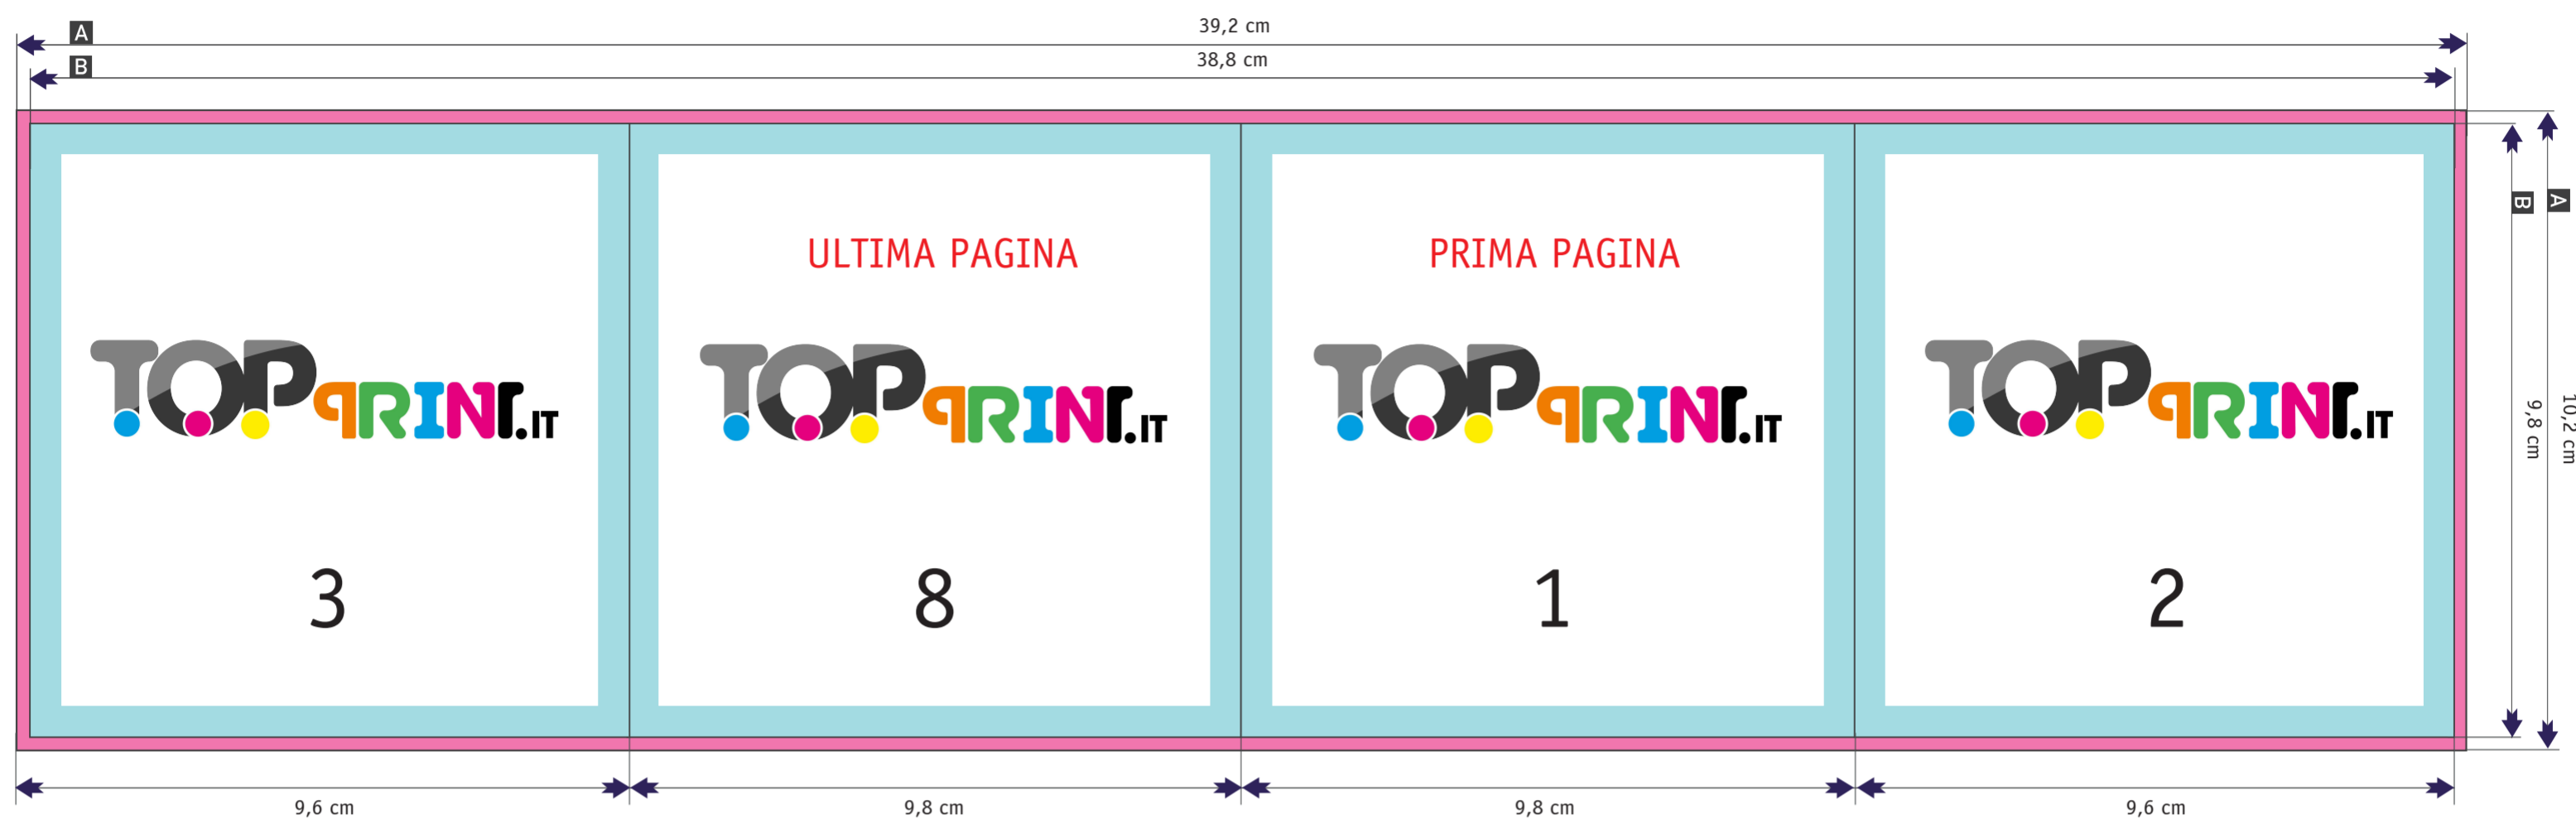 A
39,2 cm
B
38,8 cm
ULTIMA PAGINA
PRIMA PAGINA
B
A
TOPPRINT.IT
TOPPRINT.IT
TOPPRINT.IT
TOPPRINT.IT
9,8 cm
10,2 cm
3
8
1
2
9,6 cm
9,8 cm
9,8 cm
9,6 cm